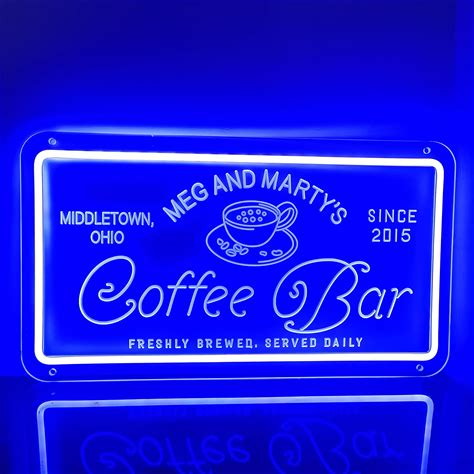 MEG AND MARTY'S
MIDDLETOWN,
OHIO
SINCE
2015
Coffee Bar
FRESHLY BREWED. SERVED DAILY